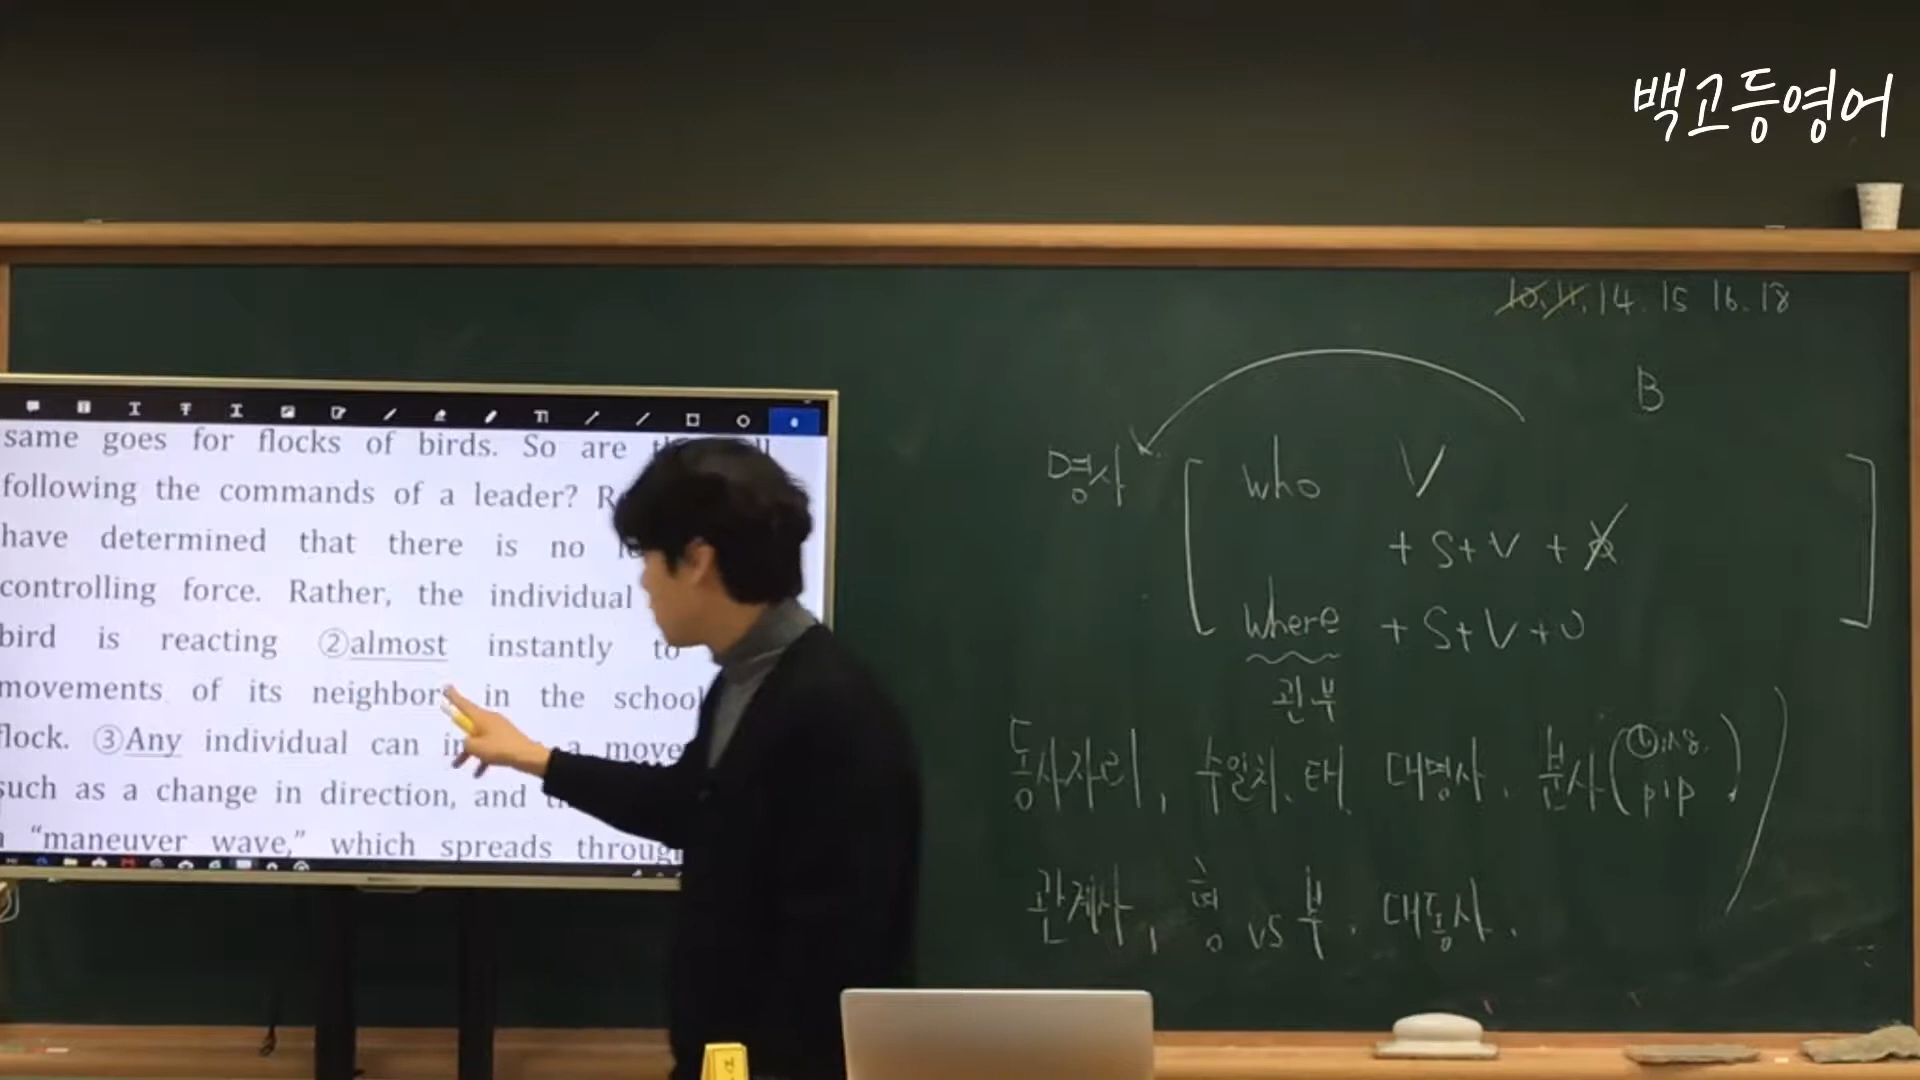 백고등영어
10. 11. 14. 15 16. 18
B
명사 who V
+ S+V +
where + S+V+O
관부
동사자리, 수일치, 태, 대명사, 분사 ( ① p1p )
관계사, 형 vs 부, 대동사.
same goes for flocks of birds. So are
following the commands of a leader?
have determined that there is no
controlling force. Rather, the individual
bird is reacting ②almost instantly to
movements of its neighbors in the school
flock. ③Any individual can a
such as a change in direction, and
"maneuver wave," which spreads